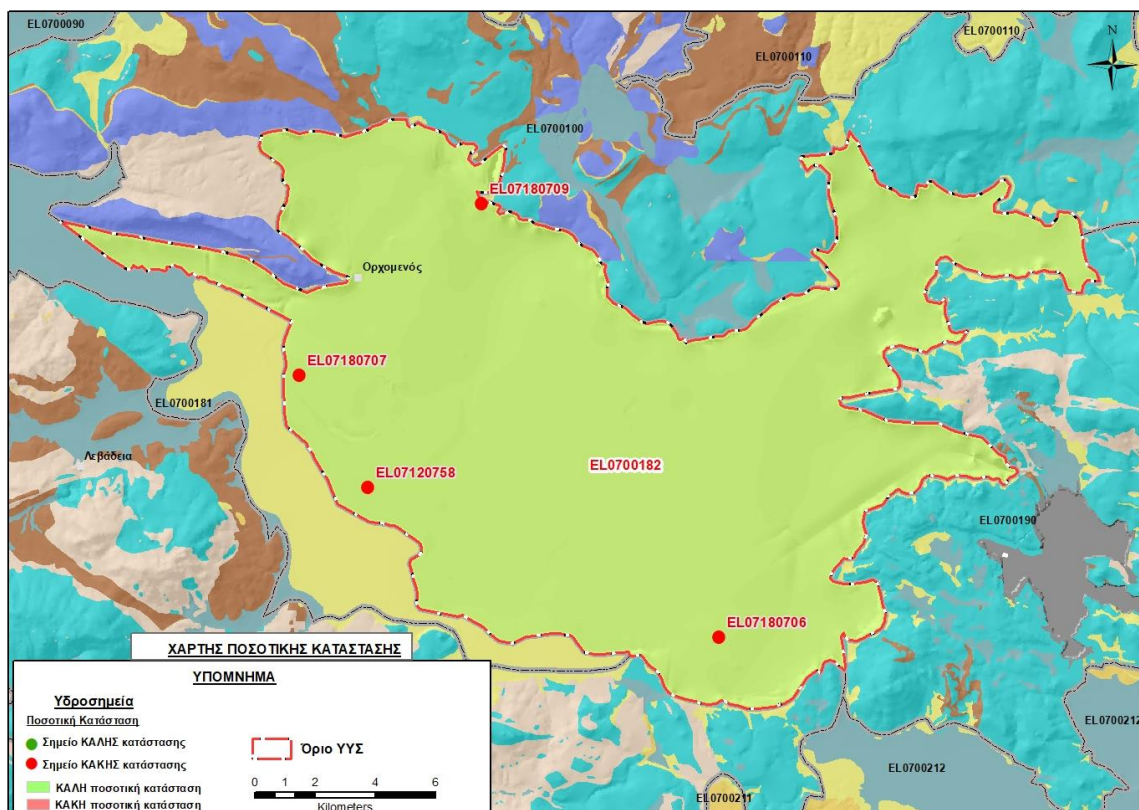 EL0700090
EL0700110
N
EL0700110
EL0700100
EL07180709
Ορχομενός
EL07180707
EL0700181
Λεβάδεια
EL0700182
EL07120758
EL0700190
EL07180706
EL0700212
EL0700212
EL0700211
ΧΑΡΤΗΣ ΠΟΣΟΤΙΚΗΣ ΚΑΤΑΣΤΑΣΗΣ
ΥΠΟΜΝΗΜΑ
Υδροσημεία
Ποσοτική Κατάσταση
Σημείο ΚΑΛΗΣ κατάστασης
Σημείο ΚΑΚΗΣ κατάστασης
ΚΑΛΗ ποσοτική κατάσταση
ΚΑΚΗ ποσοτική κατάσταση
Όριο ΥΥΣ
0 1 2 4 6
Kilometers